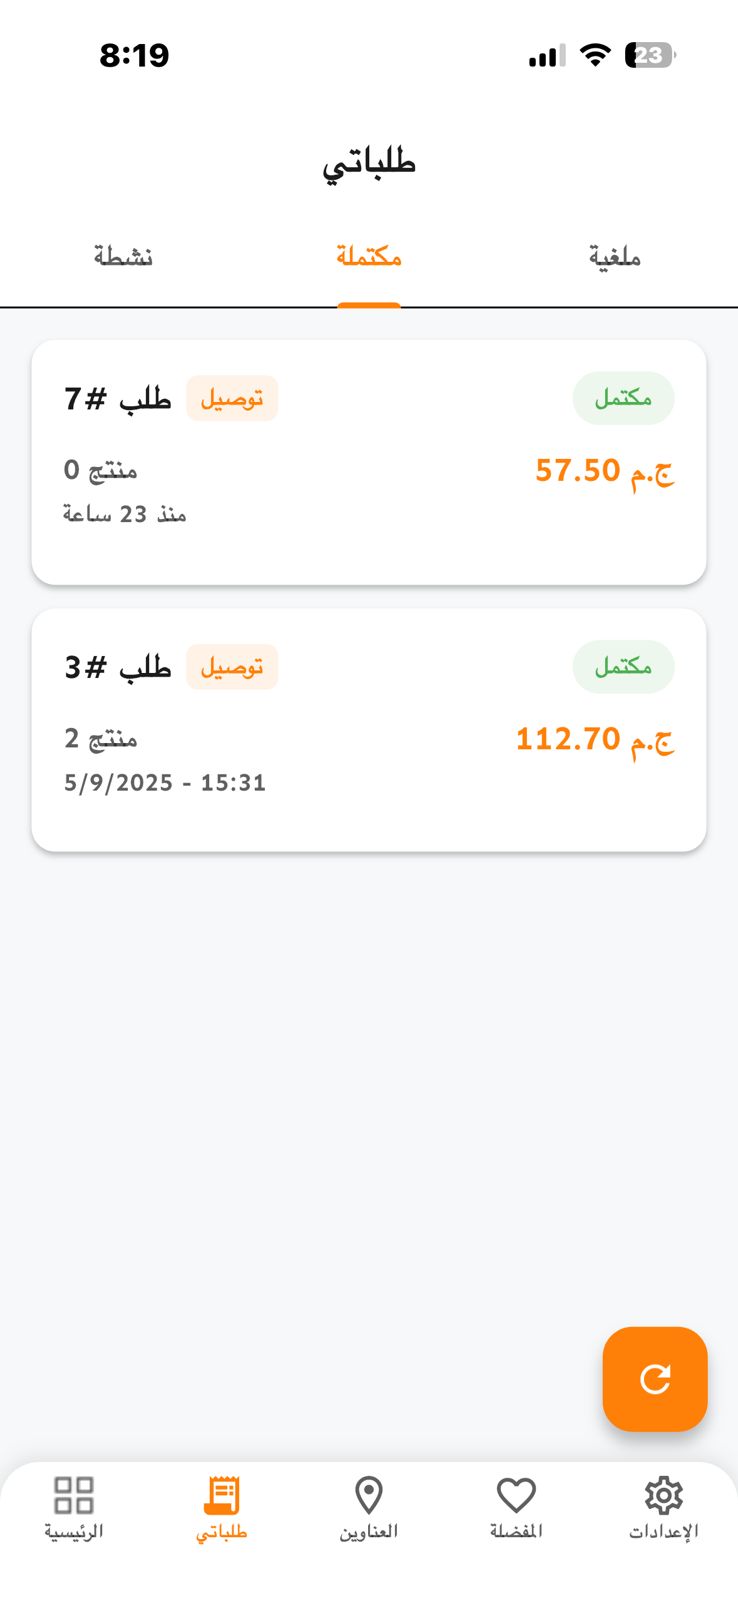 8:19
23
طلباتي
نشطة
مكتملة
ملغية
طلب #7
توصيل
مكتمل
0 منتج
ج.م 57.50
منذ 23 ساعة
طلب #3
توصيل
مكتمل
2 منتج
ج.م 112.70
5/9/2025 - 15:31
الرئيسية
طلباتي
العناوين
المفضلة
الإعدادات